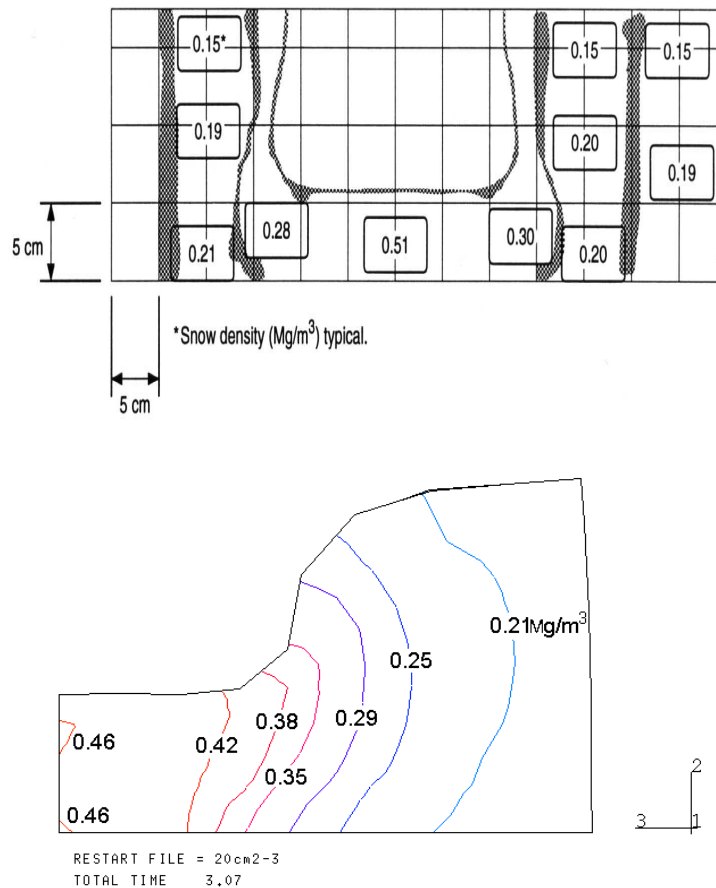 0.15* 0.15 0.15
0.19 0.20 0.19
0.28 0.30
0.21 0.51 0.20
5 cm
*Snow density (Mg/m³) typical.
5 cm
0.21Mg/m³
0.25
0.29
0.38
0.42
0.46
0.35
0.46
2
3 1
RESTART FILE = 20cm2-3
TOTAL TIME 3.07